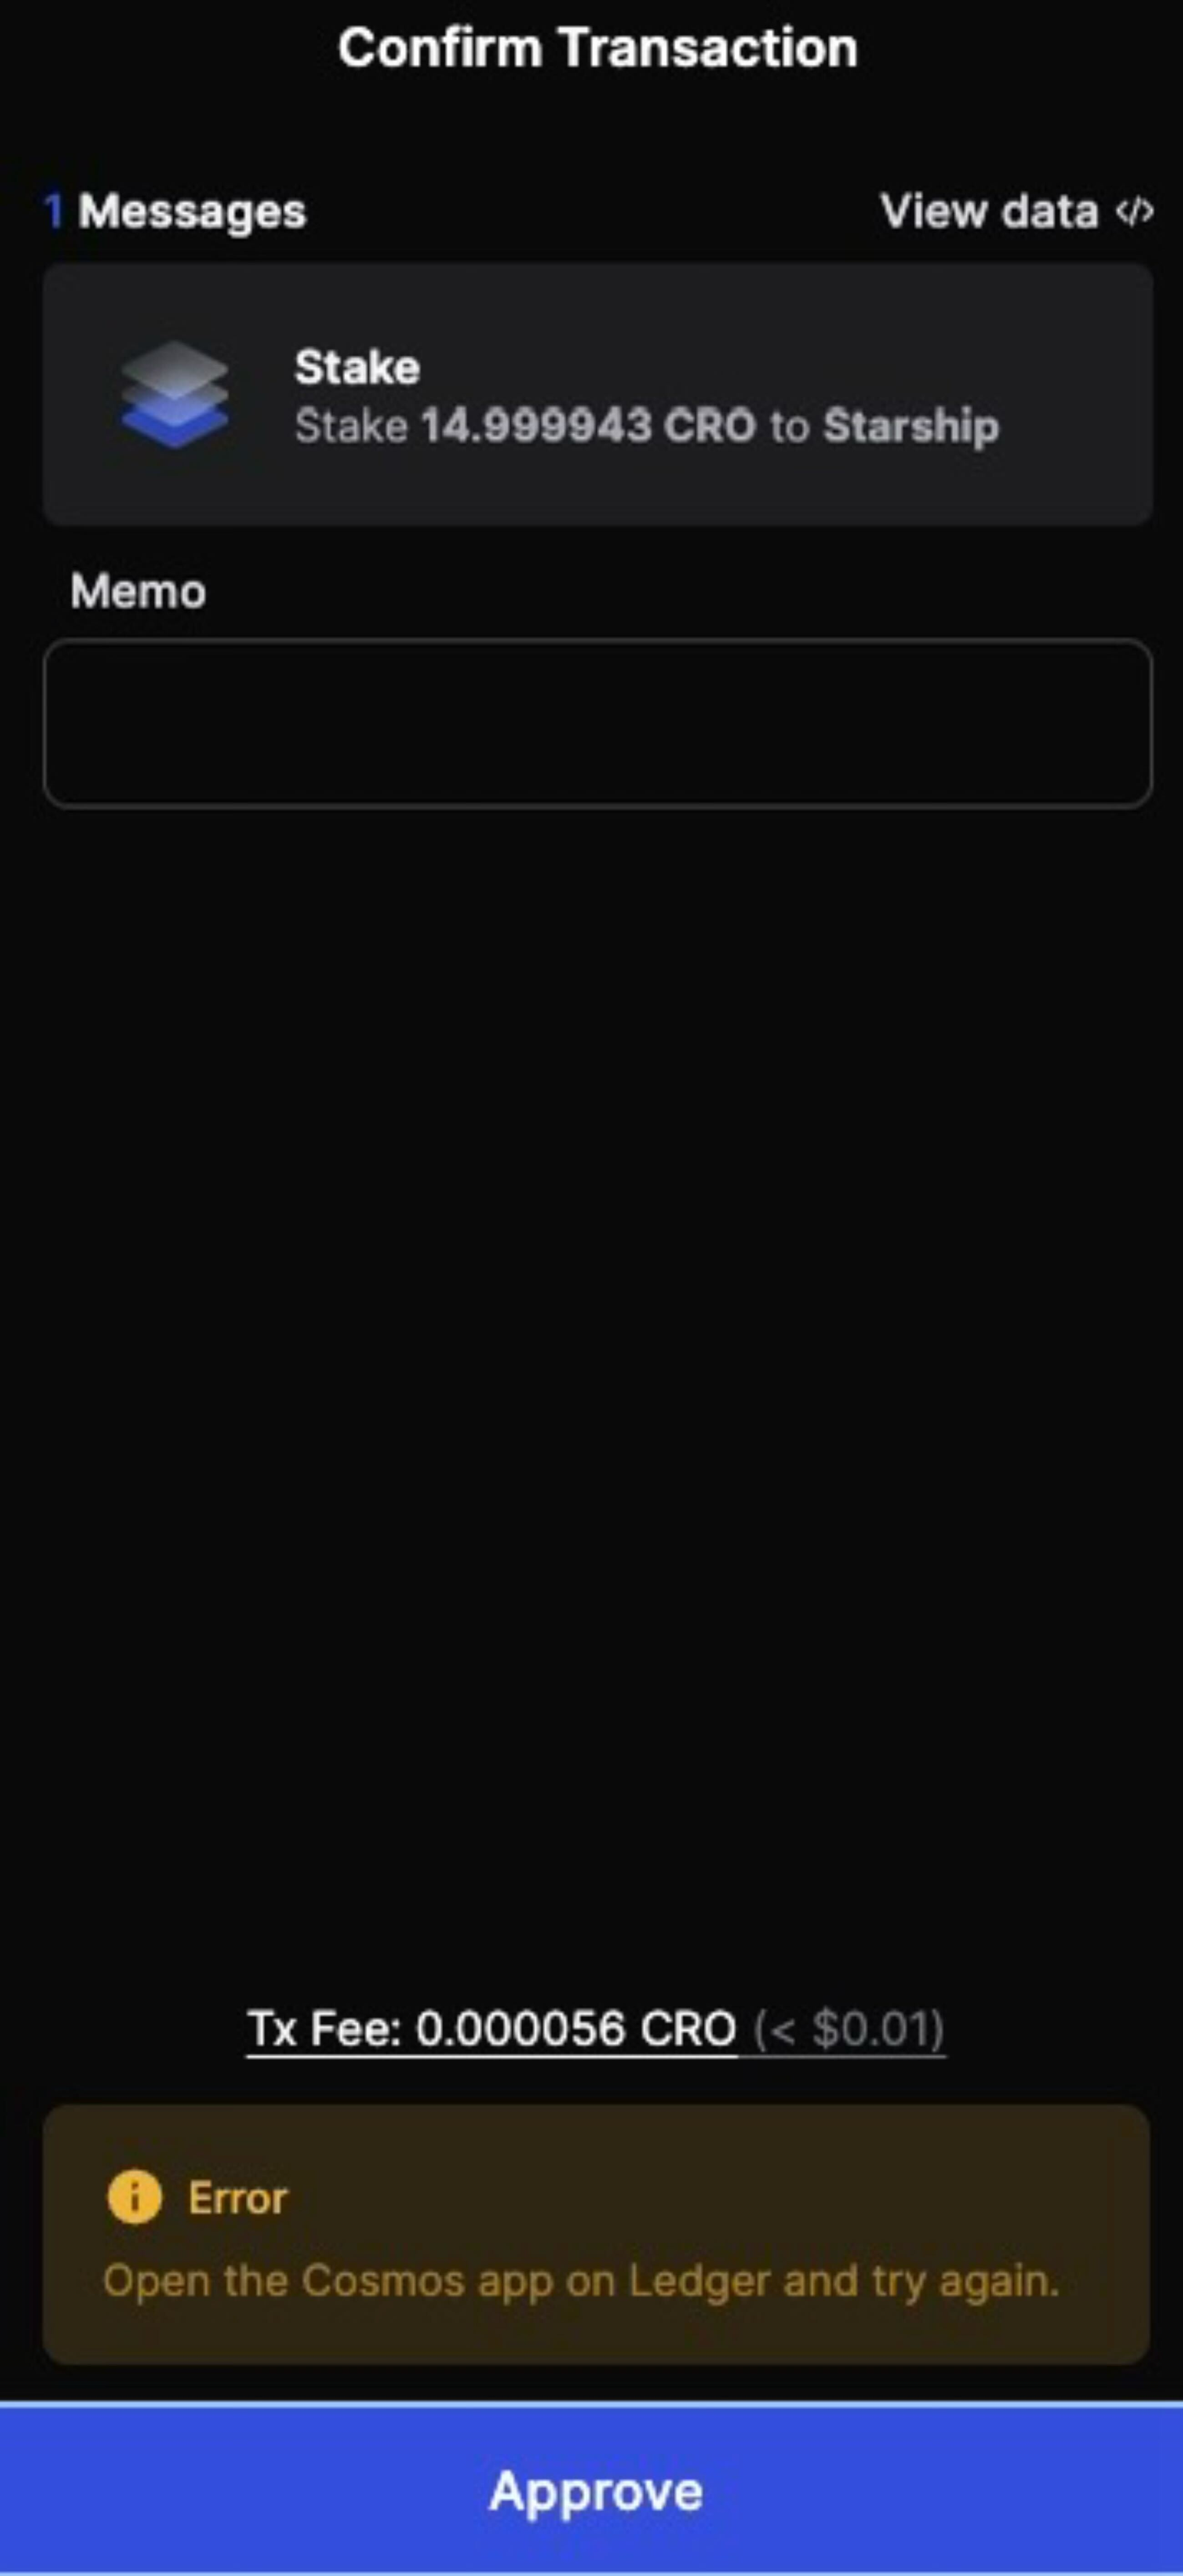 Confirm Transaction
1 Messages
View data </>
Stake
Stake 14.999943 CRO to Starship
Memo
Tx Fee: 0.000056 CRO (< $0.01)
Error
Open the Cosmos app on Ledger and try again.
Approve